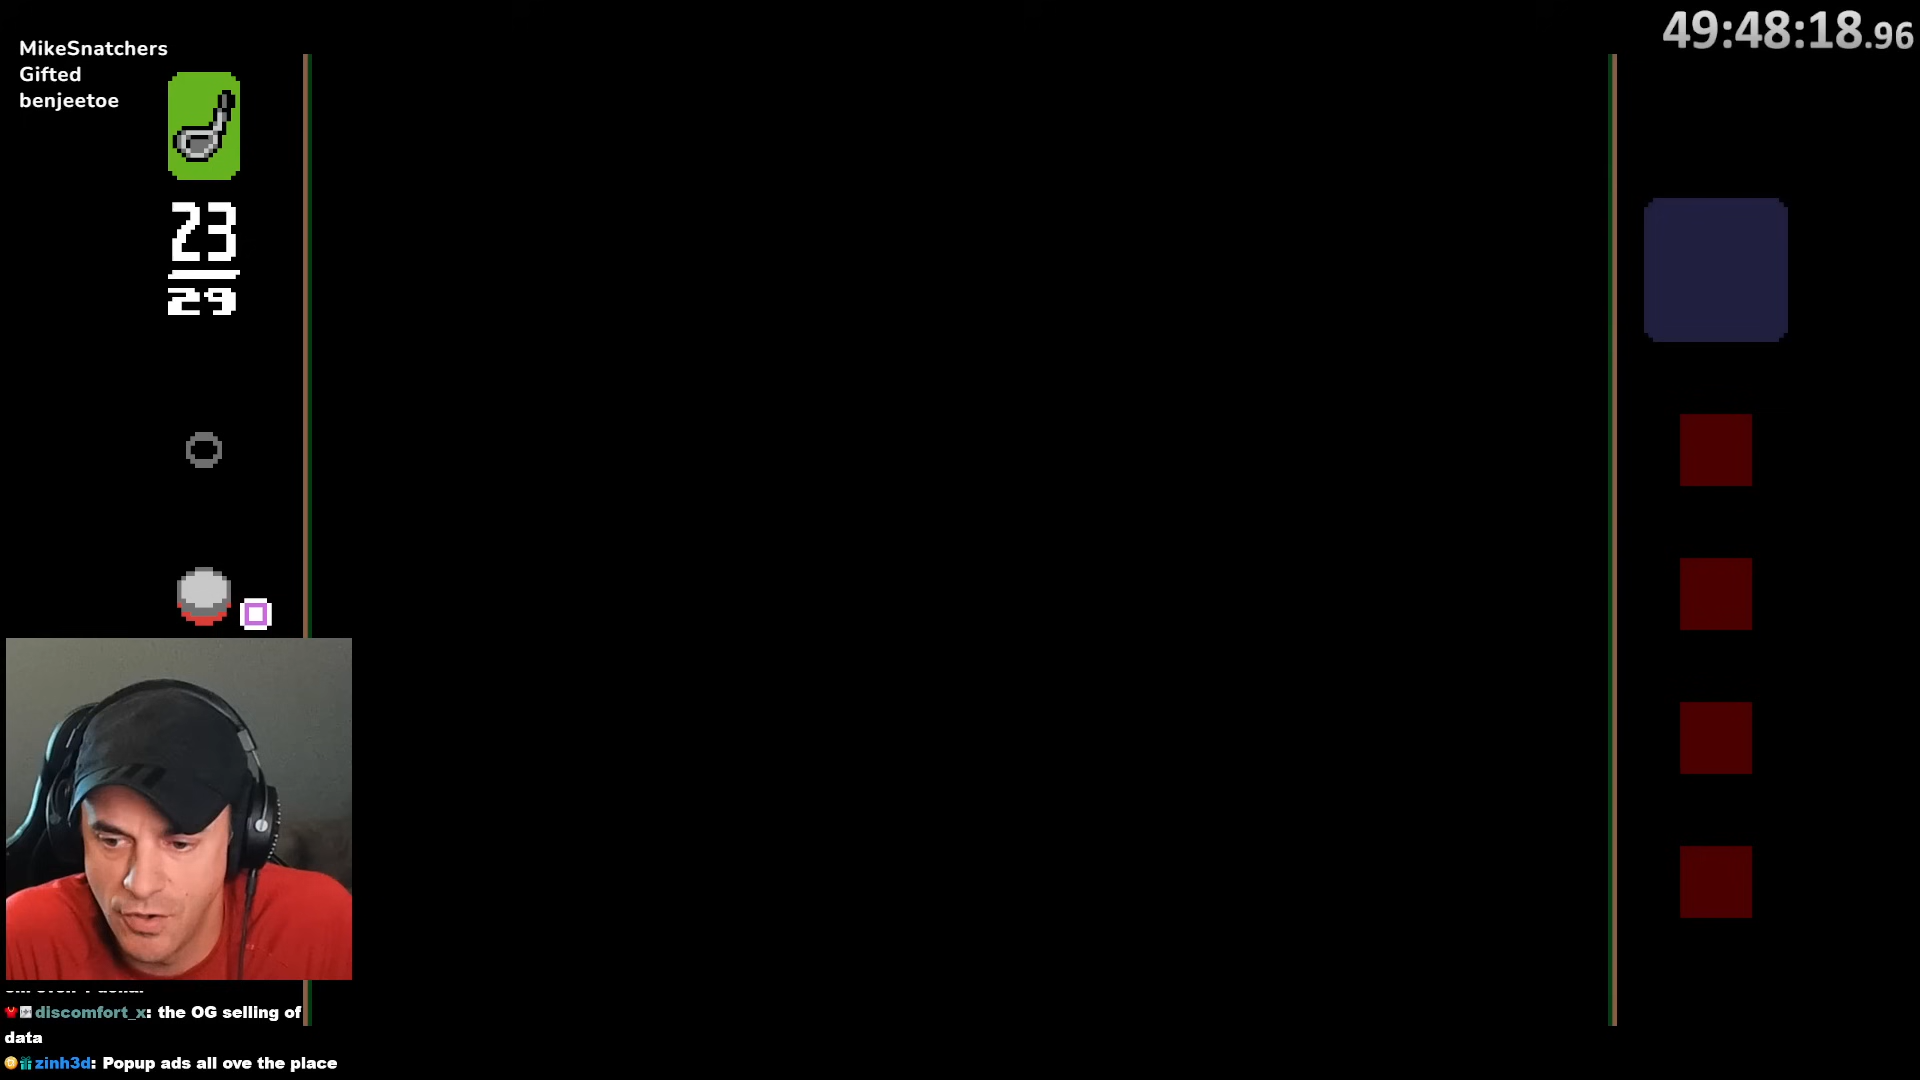 49:48:18.96
MikeSnatchers
Gifted
benjeetoe
23
29
discomfort_x: the OG selling of
data
zinh3d: Popup ads all ove the place